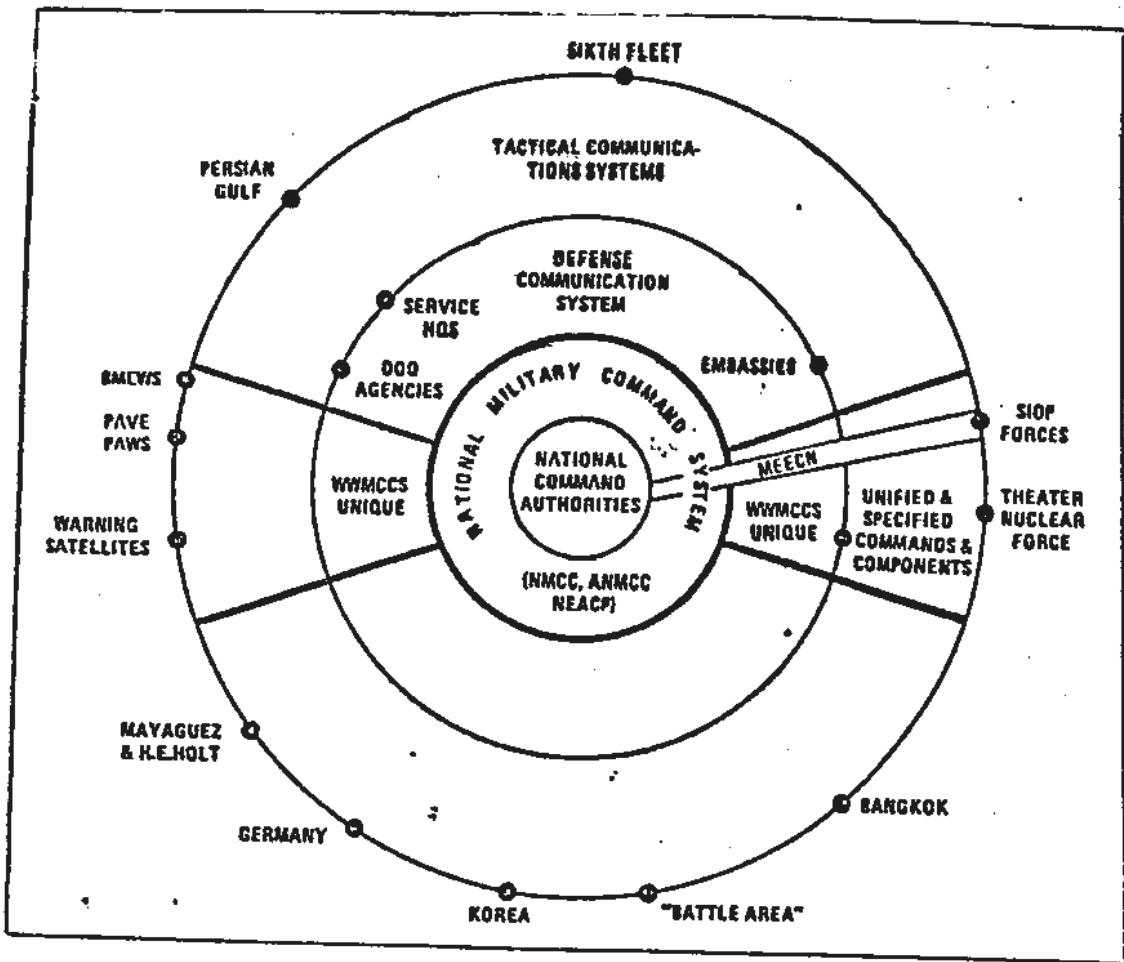 SIXTH FLEET
TACTICAL COMMUNICA-
TIONS SYSTEMS
PERSIAN
GULF
DEFENSE
COMMUNICATION
SYSTEM
SERVICE
HQS
DOD
AGENCIES
EMBASSIES
BMEWS
PAVE
PAWS
WARNING
SATELLITES
NATIONAL MILITARY COMMAND SYSTEM
NATIONAL
COMMAND
AUTHORITIES
(NMCC, ANMCC
NEACP)
WWMCCS
UNIQUE
MEECN
WWMCCS
UNIQUE
UNIFIED &
SPECIFIED
COMMANDS &
COMPONENTS
SIOP
FORCES
THEATER
NUCLEAR
FORCE
MAYAGUEZ
& H.E.HOLT
GERMANY
KOREA
"BATTLE AREA"
BANGKOK